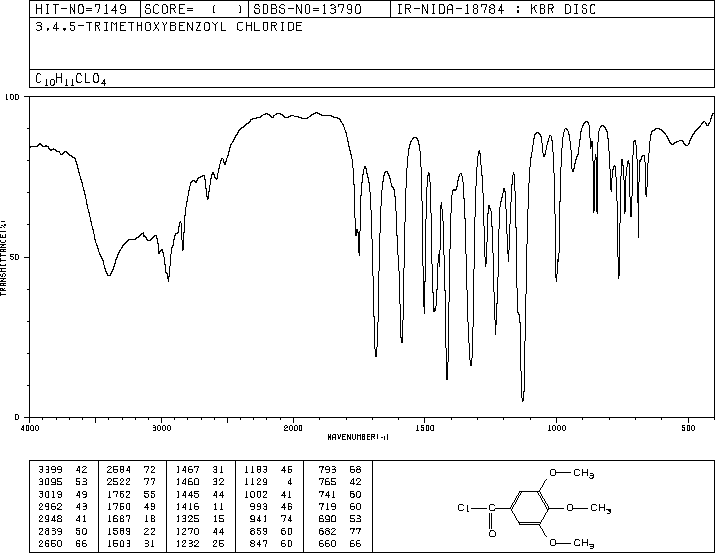 HIT-NO=7149 SCORE= ( ) SDBS-NO=13790 IR-NIDA-18784 : KBR DISC
3,4,5-TRIMETHOXYBENZOYL CHLORIDE
C10H11CLO4
100
50
0
TRANSMITTANCE(%)
4000 3000 2000 1500 1000 500
WAVENUMBER(-1)
3399 42 2584 72 1467 31 1183 46 793 68
3095 53 2522 77 1460 32 1129 4 765 42
3019 49 1762 55 1445 44 1002 41 741 60
2962 43 1750 49 1416 11 993 46 719 60
2948 41 1687 18 1325 15 941 74 690 53
2839 50 1589 22 1270 44 859 60 682 77
2650 66 1503 31 1232 25 847 60 660 66
O—CH3
Cl—C O—CH3
O
O—CH3